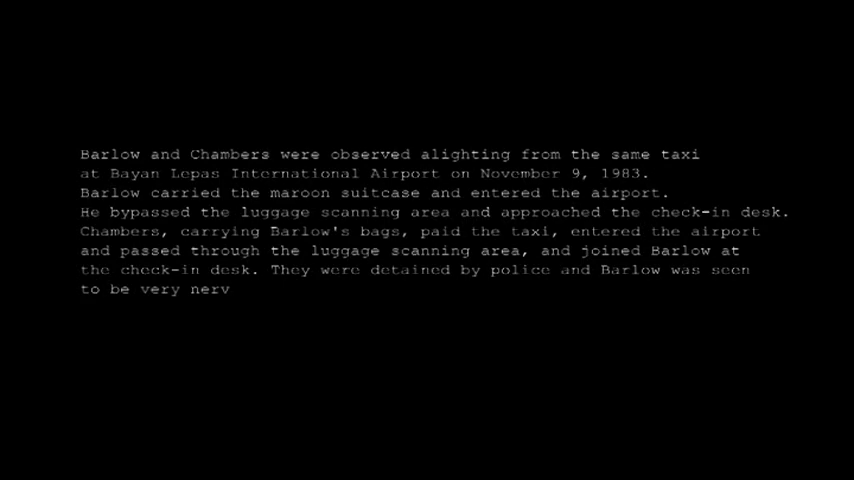 Barlow and Chambers were observed alighting from the same taxi
at Bayan Lepas International Airport on November 9, 1983.
Barlow carried the maroon suitcase and entered the airport.
He bypassed the luggage scanning area and approached the check-in desk.
Chambers, carrying Barlow's bags, paid the taxi, entered the airport
and passed through the luggage scanning area, and joined Barlow at
the check-in desk. They were detained by police and Barlow was seen
to be very nerv